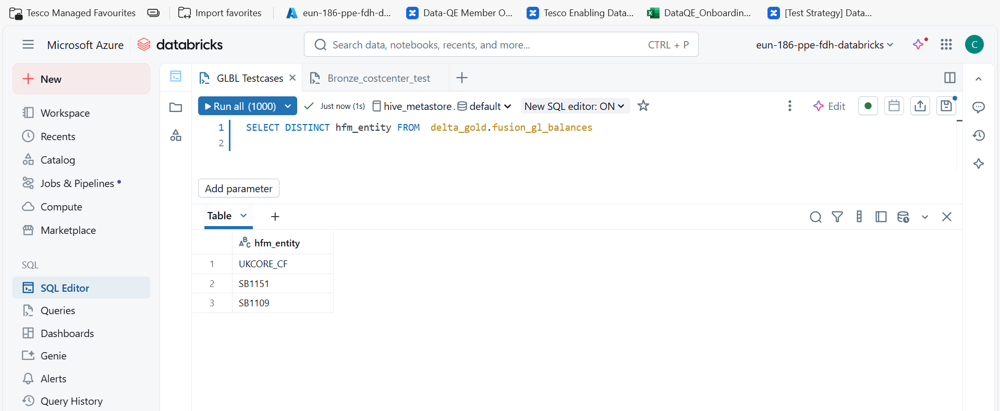 Tesco Managed Favourites
Import favorites
eun-186-ppe-fdh-d...
Data-QE Member O...
Tesco Enabling Data...
DataQE_Onboardin...
[Test Strategy] Data...
Microsoft Azure
databricks
Search data, notebooks, recents, and more...
CTRL + P
eun-186-ppe-fdh-databricks
C
New
Workspace
Recents
Catalog
Jobs & Pipelines
Compute
Marketplace
SQL
SQL Editor
Queries
Dashboards
Genie
Alerts
Query History
GLBL Testcases
Bronze_costcenter_test
Run all (1000)
Just now (1s)
hive_metastore.
default
New SQL editor: ON
Edit
1 SELECT DISTINCT hfm_entity FROM  delta_gold.fusion_gl_balances
2
Add parameter
Table
ABC hfm_entity
1 UKCORE_CF
2 SB1151
3 SB1109